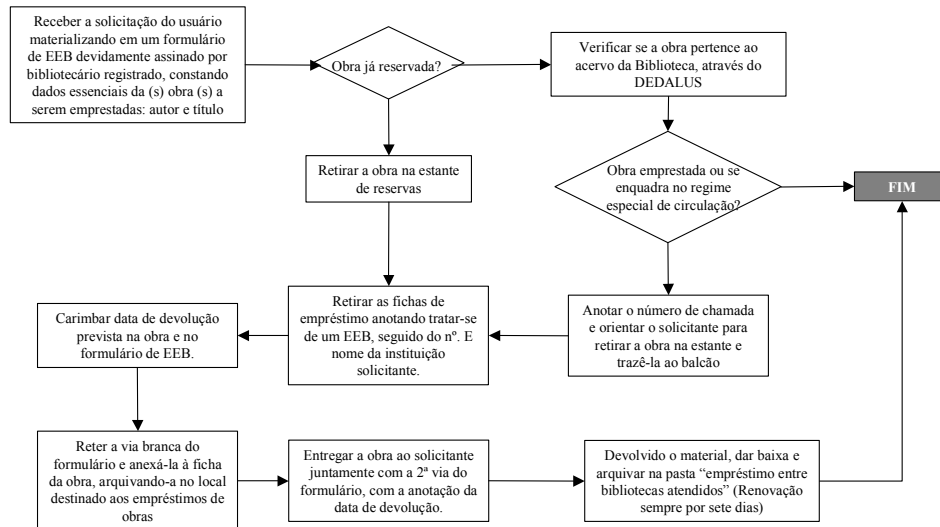 Receber a solicitação do usuário
materializando em um formulário
de EEB devidamente assinado por
bibliotecário registrado, constando
dados essenciais da (s) obra (s) a
serem emprestadas: autor e título
Obra já reservada?
Verificar se a obra pertence ao
acervo da Biblioteca, através do
DEDALUS
Retirar a obra na estante
de reservas
Obra emprestada ou se
enquadra no regime
especial de circulação?
FIM
Carimbar data de devolução
prevista na obra e no
formulário de EEB.
Retirar as fichas de
empréstimo anotando tratar-se
de um EEB, seguido do nº. E
nome da instituição
solicitante.
Anotar o número de chamada
e orientar o solicitante para
retirar a obra na estante e
trazê-la ao balcão
Reter a via branca do
formulário e anexá-la à ficha
da obra, arquivando-a no local
destinado aos empréstimos de
obras
Entregar a obra ao solicitante
juntamente com a 2ª via do
formulário, com a anotação da
data de devolução.
Devolvido o material, dar baixa e
arquivar na pasta “empréstimo entre
bibliotecas atendidos” (Renovação
sempre por sete dias)